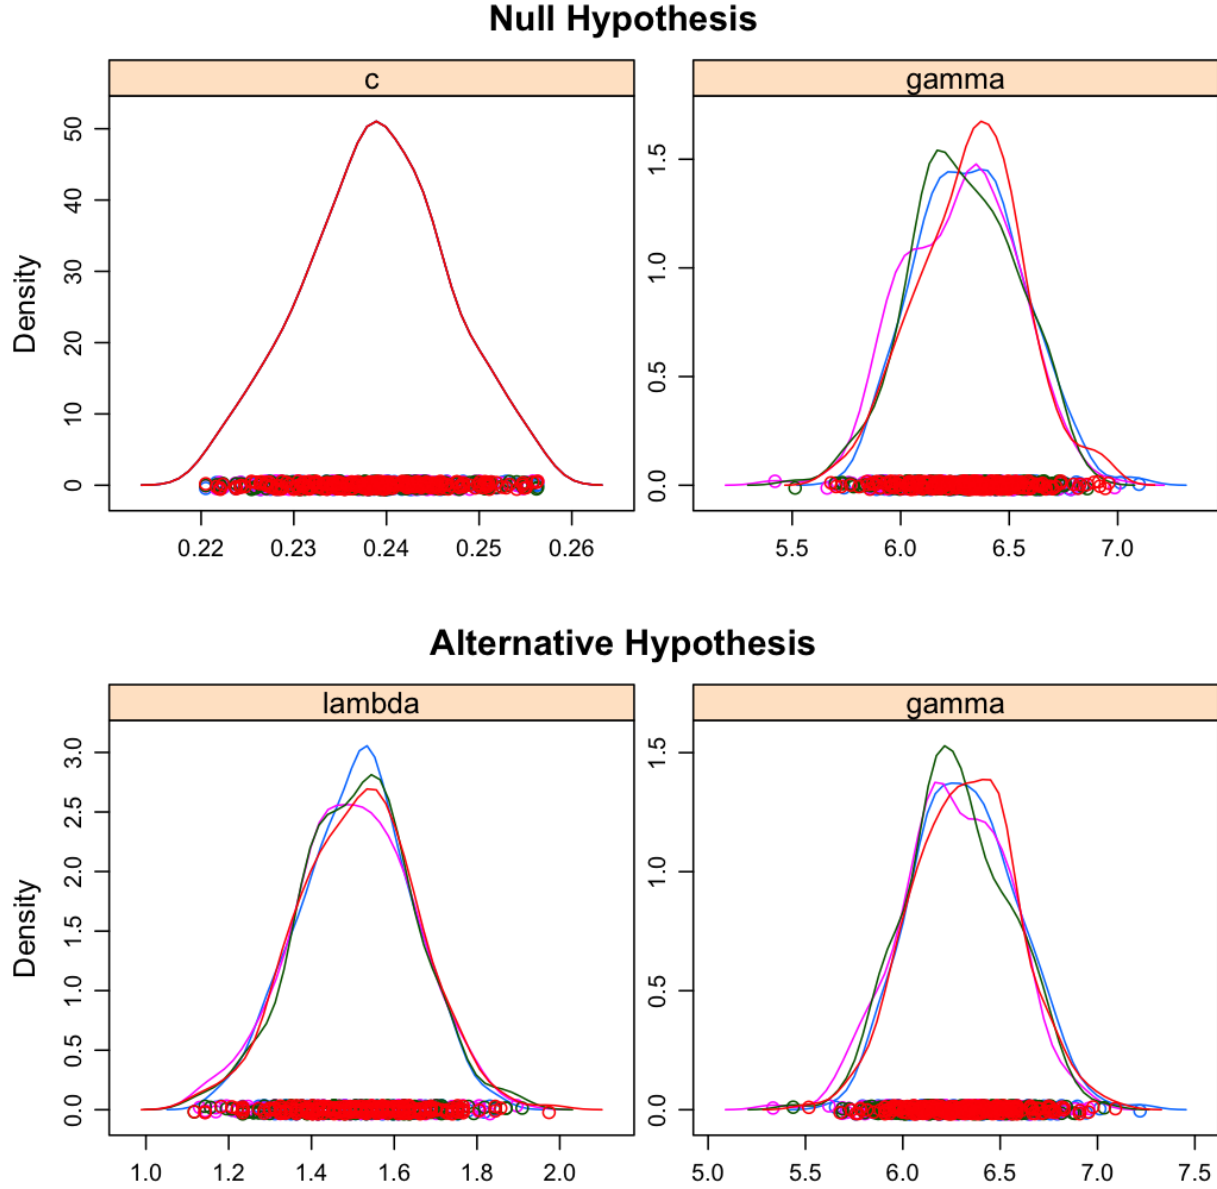 Null Hypothesis
c
gamma
Density
0 10 20 30 40 50
0.22 0.23 0.24 0.25 0.26
0.0 0.5 1.0 1.5
5.5 6.0 6.5 7.0
Alternative Hypothesis
lambda
gamma
Density
0.0 0.5 1.0 1.5 2.0 2.5 3.0
1.0 1.2 1.4 1.6 1.8 2.0
0.0 0.5 1.0 1.5
5.0 5.5 6.0 6.5 7.0 7.5